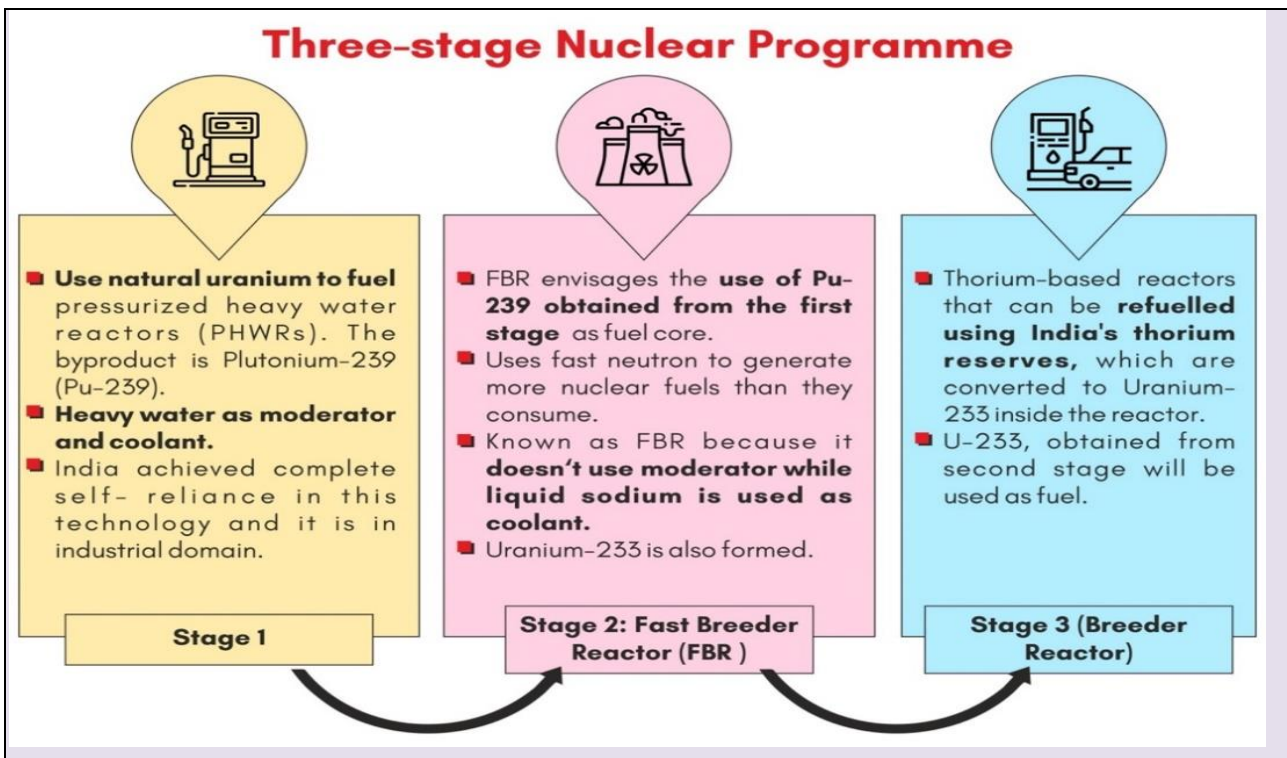 Three-stage Nuclear Programme
Use natural uranium to fuel
pressurized heavy water
reactors (PHWRs). The
byproduct is Plutonium-239
(Pu-239).
Heavy water as moderator
and coolant.
India achieved complete
self- reliance in this
technology and it is in
industrial domain.
Stage 1
FBR envisages the use of Pu-
239 obtained from the first
stage as fuel core.
Uses fast neutron to generate
more nuclear fuels than they
consume.
Known as FBR because it
doesn't use moderator while
liquid sodium is used as
coolant.
Uranium-233 is also formed.
Stage 2: Fast Breeder
Reactor (FBR )
Thorium-based reactors
that can be refuelled
using India's thorium
reserves, which are
converted to Uranium-
233 inside the reactor.
U-233, obtained from
second stage will be
used as fuel.
Stage 3 (Breeder
Reactor)